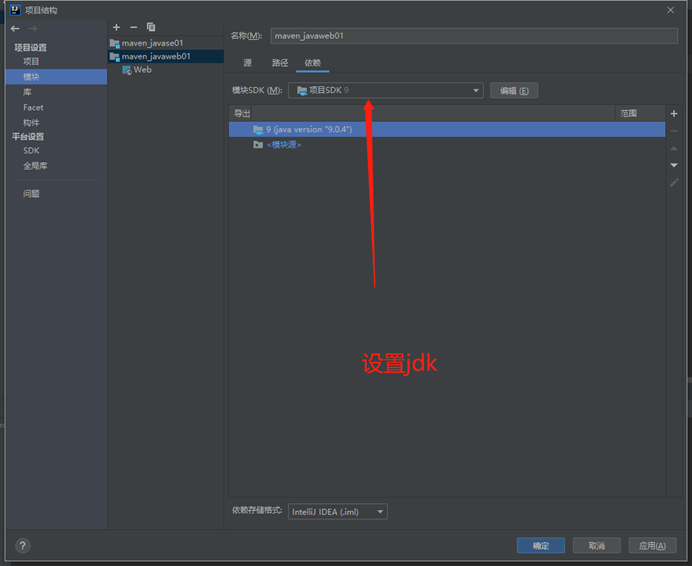 项目结构
项目设置
项目
模块
库
Facet
构件
平台设置
SDK
全局库
问题
maven_javase01
maven_javaweb01
Web
名称(M): maven_javaweb01
源 路径 依赖
模块SDK (M): 项目SDK 9 编辑 (E)
导出 范围
9 (java version "9.0.4")
<模块源>
设置jdk
依赖存储格式: IntelliJ IDEA (.iml)
? 确定 取消 应用(A)